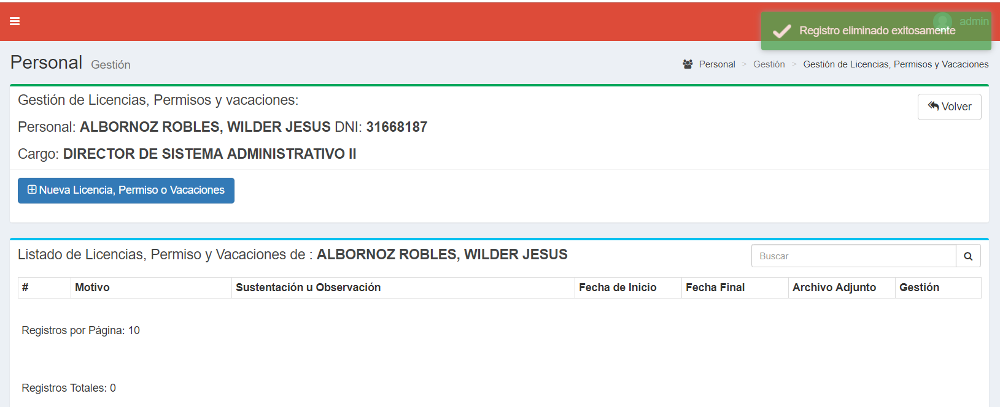 admin
Registro eliminado exitosamente
Personal Gestión
Personal > Gestión > Gestión de Licencias, Permisos y Vacaciones
Gestión de Licencias, Permisos y vacaciones:
Volver
Personal: ALBORNOZ ROBLES, WILDER JESUS DNI: 31668187
Cargo: DIRECTOR DE SISTEMA ADMINISTRATIVO II
Nueva Licencia, Permiso o Vacaciones
Listado de Licencias, Permiso y Vacaciones de : ALBORNOZ ROBLES, WILDER JESUS
Buscar
# Motivo Sustentación u Observación Fecha de Inicio Fecha Final Archivo Adjunto Gestión
Registros por Página: 10
Registros Totales: 0